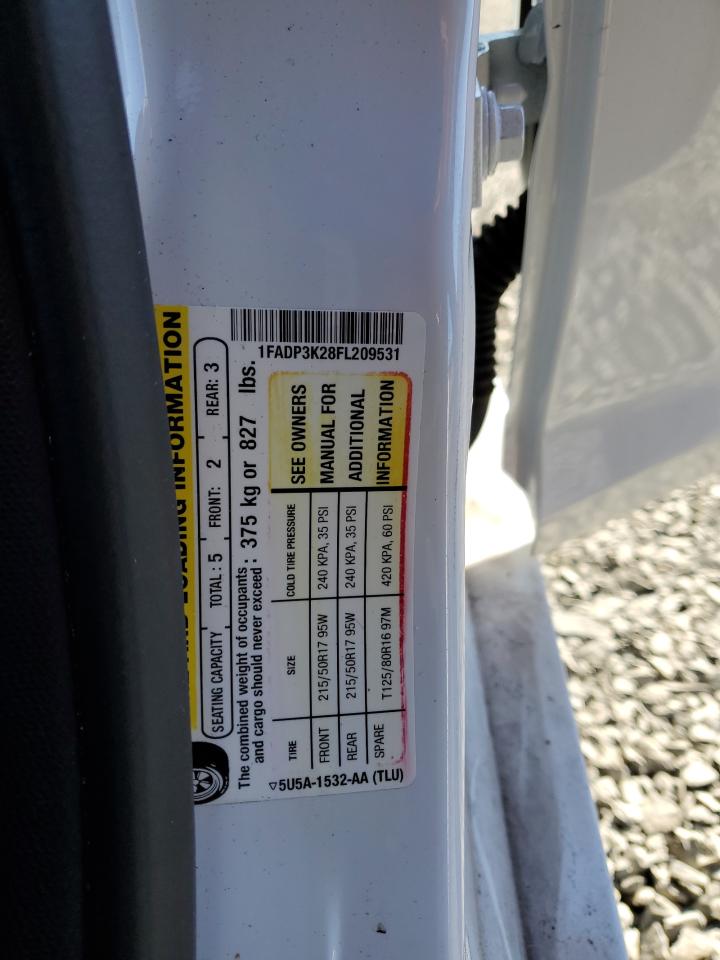 LOADING INFORMATION
SEATING CAPACITY TOTAL : 5 FRONT: 2 REAR: 3
The combined weight of occupants and cargo should never exceed : 375 kg or 827 lbs.
TIRE SIZE COLD TIRE PRESSURE
FRONT 215/50R17 95W 240 KPA, 35 PSI
REAR 215/50R17 95W 240 KPA, 35 PSI
SPARE T125/80R16 97M 420 KPA, 60 PSI
SEE OWNERS
MANUAL FOR
ADDITIONAL
INFORMATION
5U5A-1532-AA (TLU)
1FADP3K28FL209531